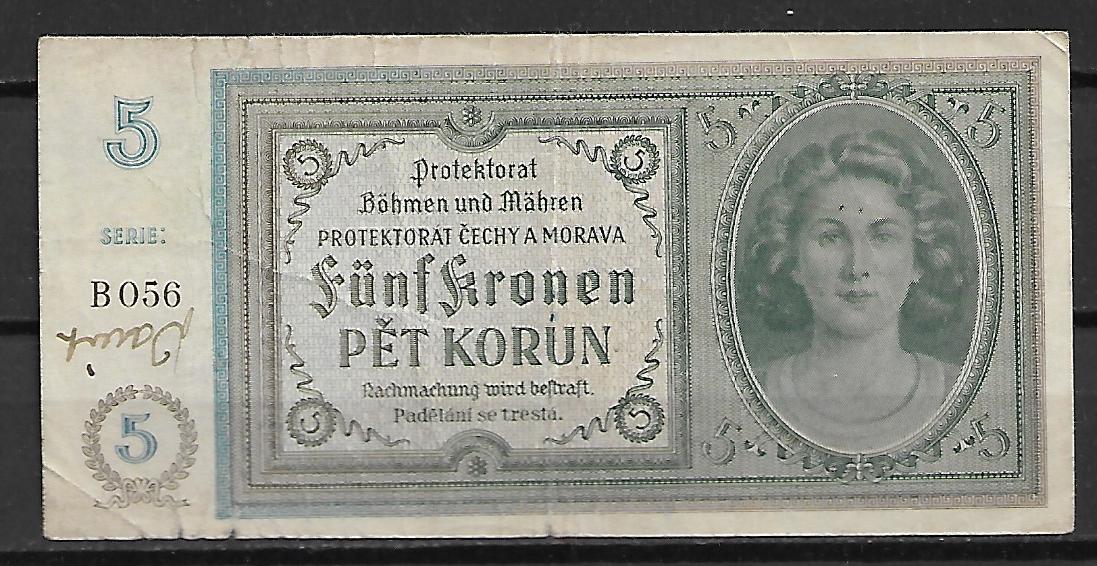 5
SERIE:
B 056
5
5 5
Protektorat
Böhmen und Mähren
PROTEKTORÁT ČECHY A MORAVA
Fünf Kronen
PĚT KORUN
Nachmachung wird bestraft.
Padělání se trestá.
5 5
5 5
5 5